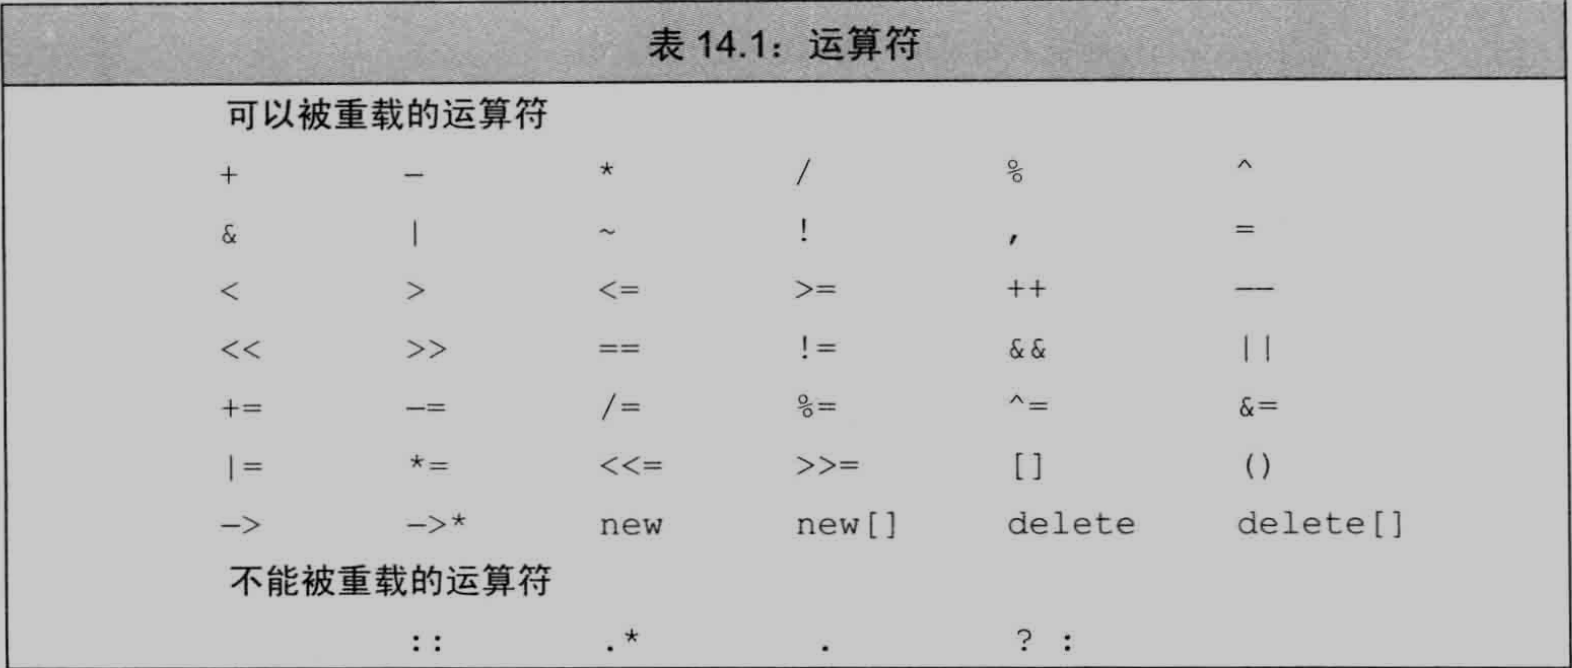 表 14.1：运算符
可以被重载的运算符
+ - * / % ^
& | ~ ! , =
< > <= >= ++ --
<< >> == != && ||
+= -= /= %= ^= &=
|= *= <<= >>= [] ()
-> ->* new new[] delete delete[]
不能被重载的运算符
:: .* . ? :